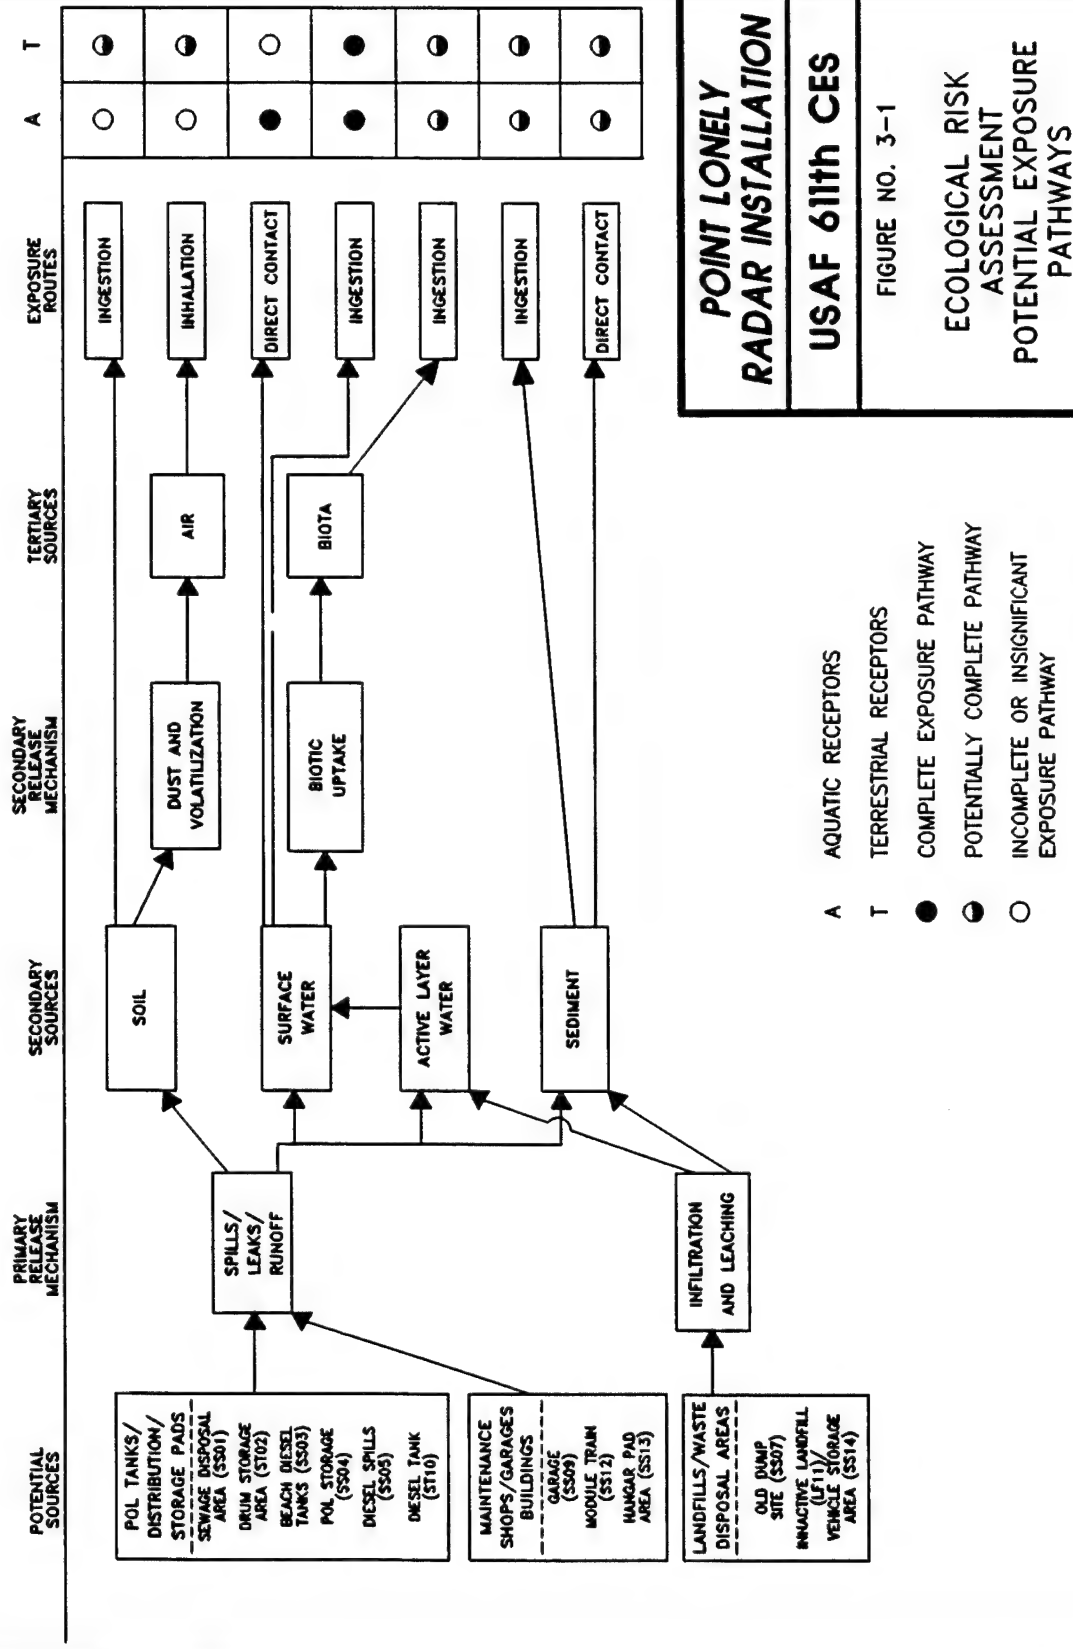 POTENTIAL
SOURCES
PRIMARY
RELEASE
MECHANISM
SECONDARY
SOURCES
SECONDARY
RELEASE
MECHANISM
TERTIARY
SOURCES
EXPOSURE
ROUTES
A
T
POL TANKS/
DISTRIBUTION/
STORAGE PADS
SEWAGE DISPOSAL
AREA (SS01)
DRUM STORAGE
AREA (ST02)
BEACH DIESEL
TANKS (SS03)
POL STORAGE
(SS04)
DIESEL SPILLS
(SS05)
DIESEL TANK
(ST10)
MAINTENANCE
SHOPS/GARAGES
BUILDINGS
GARAGE
(SS09)
MODULE TRAIN
(SS12)
HANGAR PAD
AREA (SS13)
LANDFILLS/WASTE
DISPOSAL AREAS
OLD DUMP
SITE (SS07)
INNACTIVE LANDFILL
(LF11)/
VEHICLE STORAGE
AREA (SS14)
SPILLS/
LEAKS/
RUNOFF
INFILTRATION
AND LEACHING
SOIL
SURFACE
WATER
ACTIVE LAYER
WATER
SEDIMENT
DUST AND
VOLATILIZATION
BIOTIC
UPTAKE
AIR
BIOTA
INGESTION
INHALATION
DIRECT CONTACT
INGESTION
INGESTION
INGESTION
DIRECT CONTACT
A AQUATIC RECEPTORS
T TERRESTRIAL RECEPTORS
COMPLETE EXPOSURE PATHWAY
POTENTIALLY COMPLETE PATHWAY
INCOMPLETE OR INSIGNIFICANT
EXPOSURE PATHWAY
POINT LONELY
RADAR INSTALLATION
USAF 611th CES
FIGURE NO. 3-1
ECOLOGICAL RISK
ASSESSMENT
POTENTIAL EXPOSURE
PATHWAYS